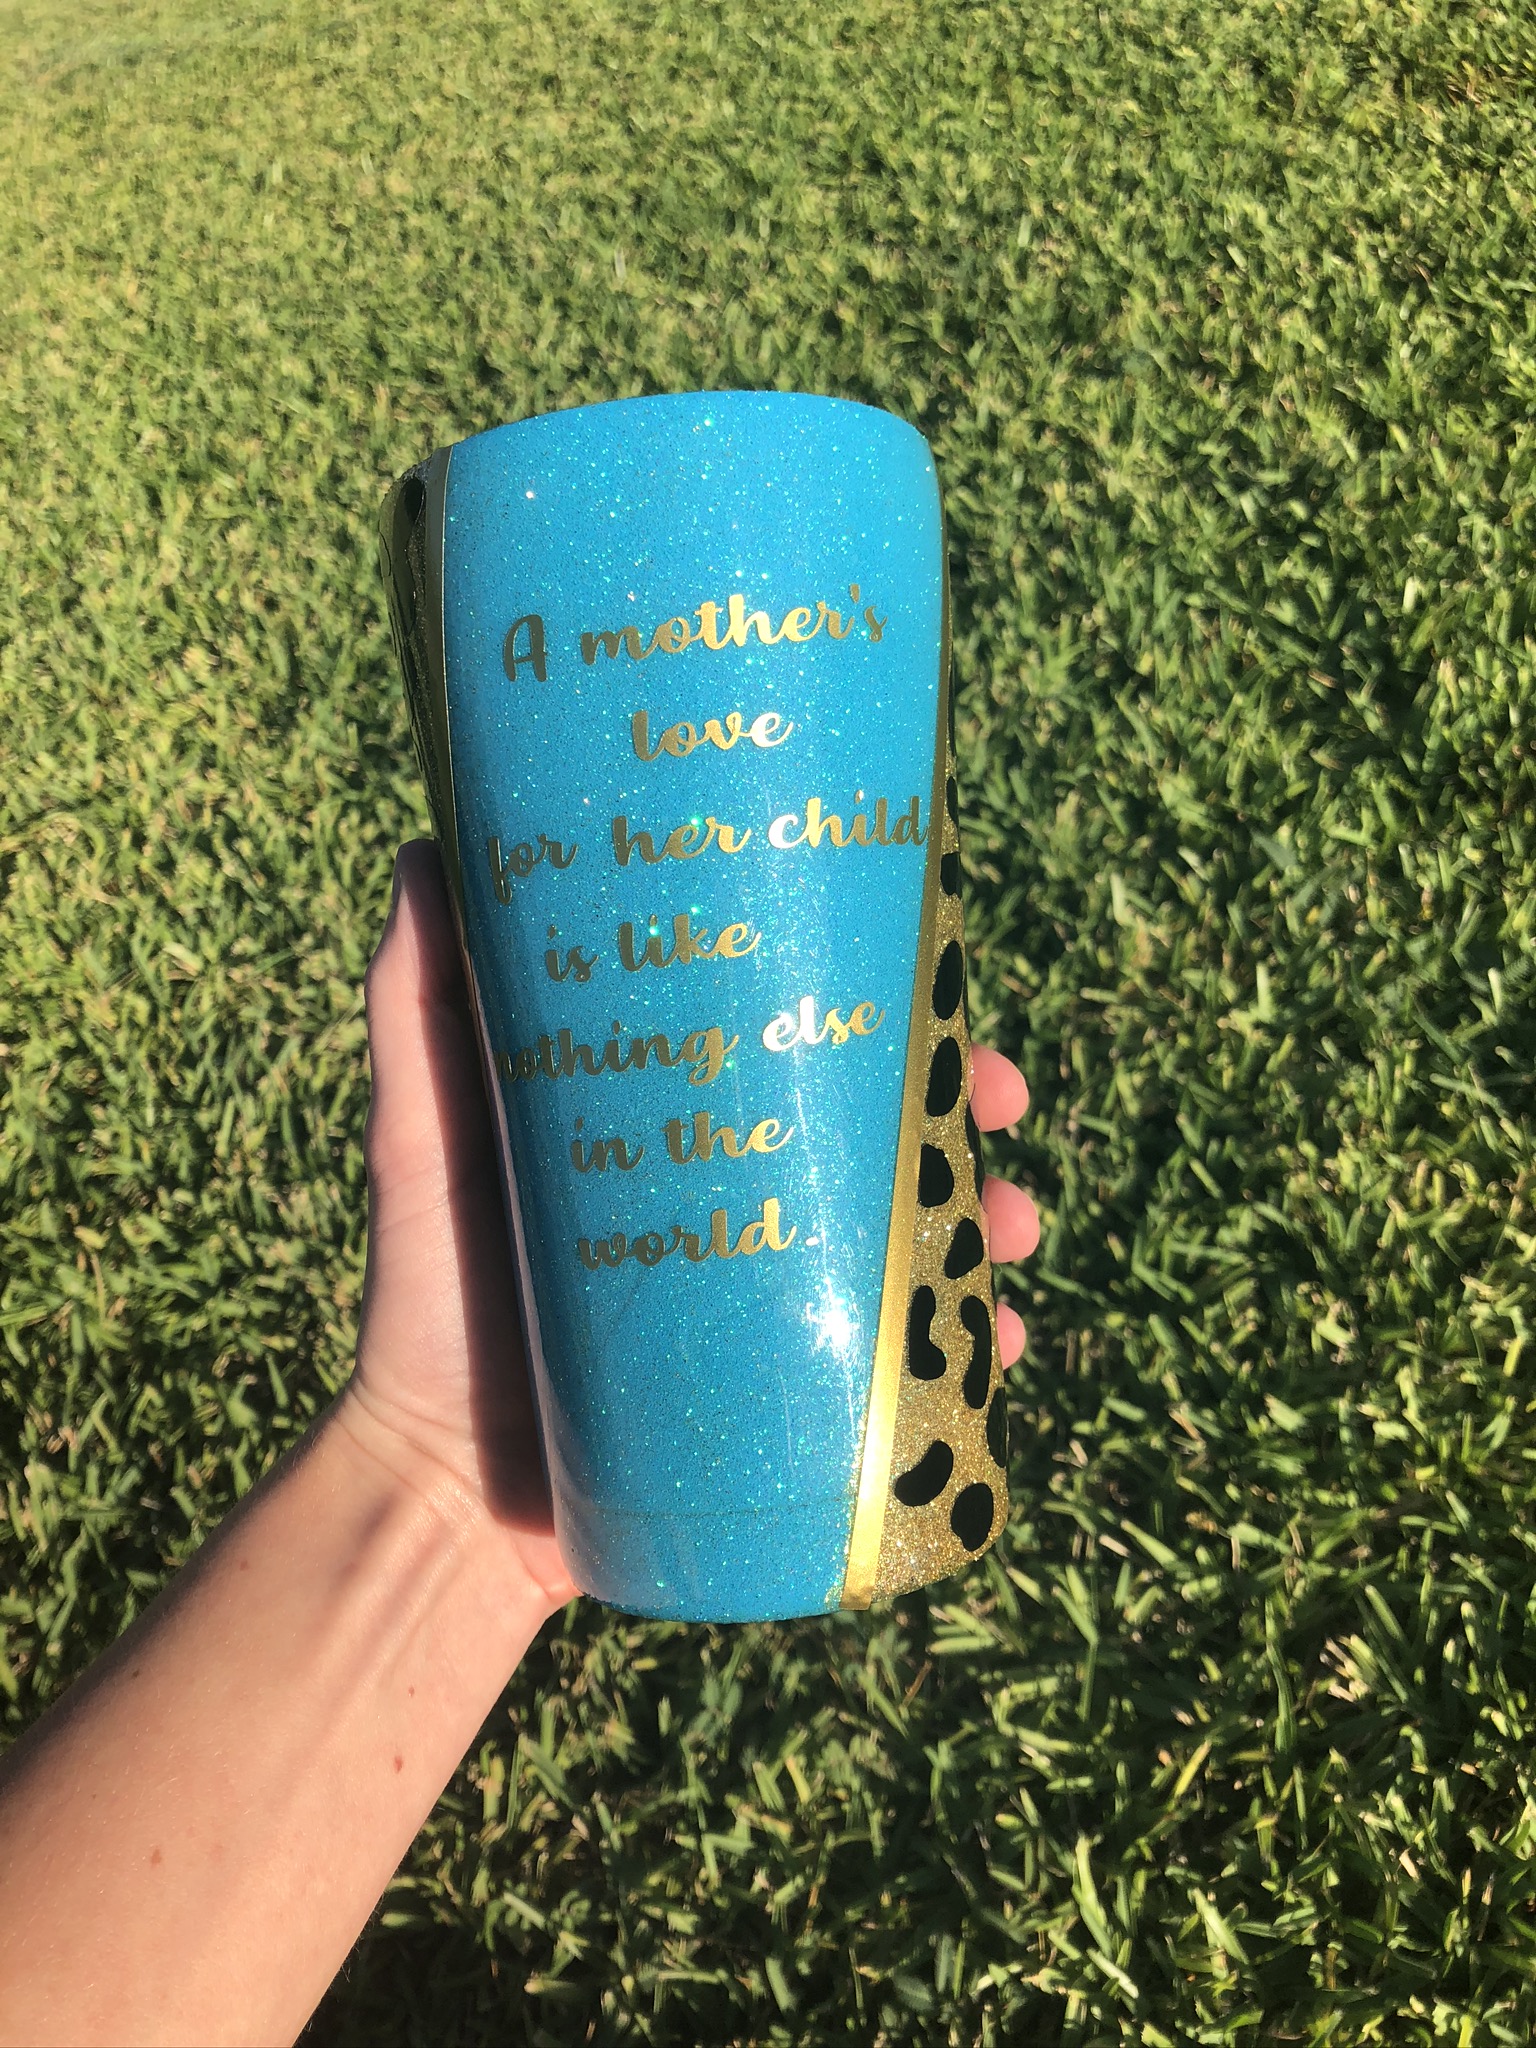 A mother's
love
for her child
is like
nothing else
in the
world.